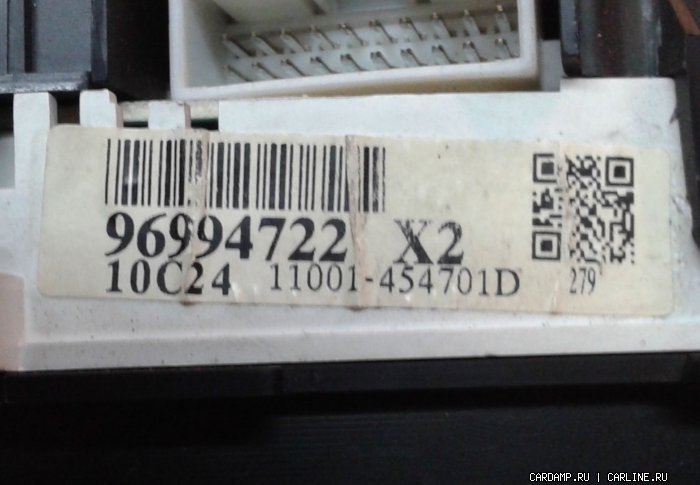 96994722 X2
10C24 11001-454701D 279
CARDAMP.RU | CARLINE.RU